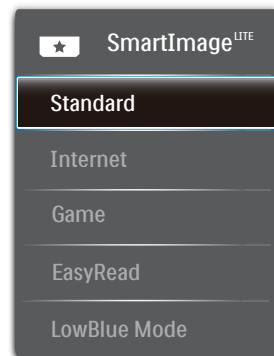 SmartImage LITE
Standard
Internet
Game
EasyRead
LowBlue Mode